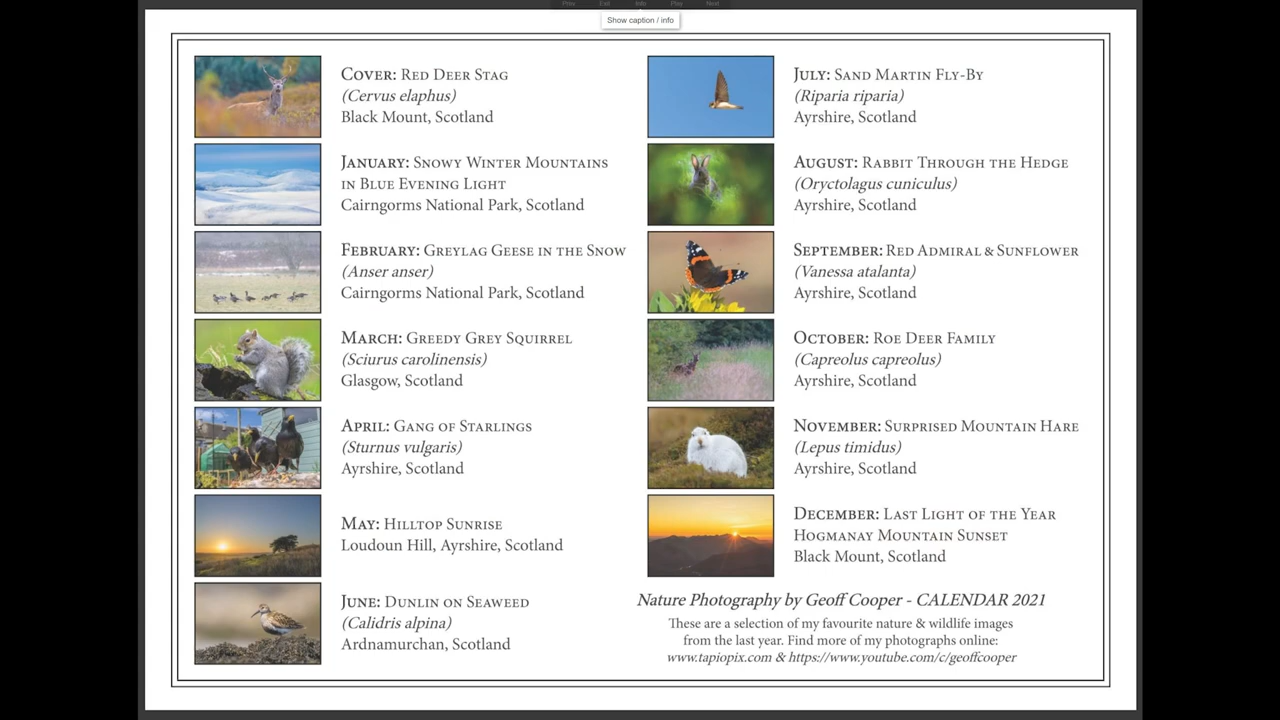 Prev Exit Info Play Next
Show caption / info
Cover: Red Deer Stag
(Cervus elaphus)
Black Mount, Scotland
January: Snowy Winter Mountains
in Blue Evening Light
Cairngorms National Park, Scotland
February: Greylag Geese in the Snow
(Anser anser)
Cairngorms National Park, Scotland
March: Greedy Grey Squirrel
(Sciurus carolinensis)
Glasgow, Scotland
April: Gang of Starlings
(Sturnus vulgaris)
Ayrshire, Scotland
May: Hilltop Sunrise
Loudoun Hill, Ayrshire, Scotland
June: Dunlin on Seaweed
(Calidris alpina)
Ardnamurchan, Scotland
July: Sand Martin Fly-By
(Riparia riparia)
Ayrshire, Scotland
August: Rabbit Through the Hedge
(Oryctolagus cuniculus)
Ayrshire, Scotland
September: Red Admiral & Sunflower
(Vanessa atalanta)
Ayrshire, Scotland
October: Roe Deer Family
(Capreolus capreolus)
Ayrshire, Scotland
November: Surprised Mountain Hare
(Lepus timidus)
Ayrshire, Scotland
December: Last Light of the Year
Hogmanay Mountain Sunset
Black Mount, Scotland
Nature Photography by Geoff Cooper - CALENDAR 2021
These are a selection of my favourite nature & wildlife images
from the last year. Find more of my photographs online:
www.tapiopix.com & https://www.youtube.com/c/geoffcooper